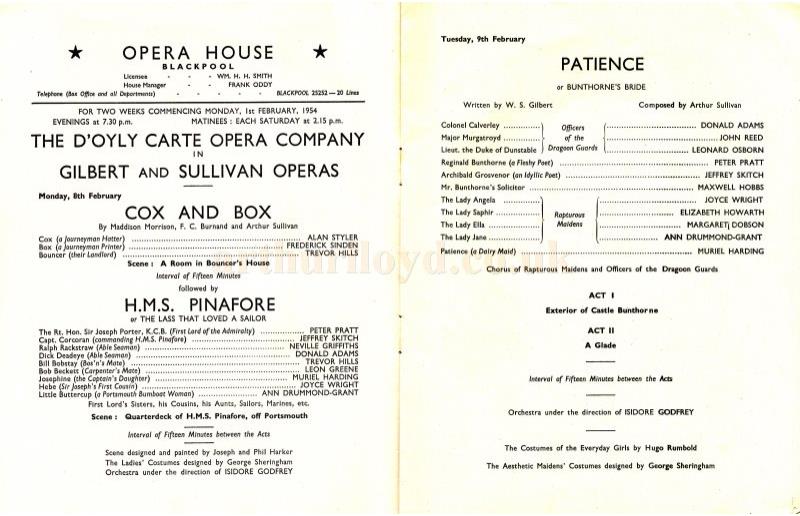 ★ OPERA HOUSE ★
BLACKPOOL
Licensee - - - WM. H. H. SMITH
House Manager - - - FRANK ODDY
Telephone (Box Office and all Departments) - - - - - BLACKPOOL 25252—20 Lines
FOR TWO WEEKS COMMENCING MONDAY, 1st FEBRUARY, 1954
EVENINGS at 7.30 p.m. MATINEES : EACH SATURDAY at 2.15 p.m.
THE D'OYLY CARTE OPERA COMPANY
IN
GILBERT AND SULLIVAN OPERAS
Monday, 8th February
COX AND BOX
By Maddison Morrison, F. C. Burnand and Arthur Sullivan
Cox (a Journeyman Hatter) ... ALAN STYLER
Box (a Journeyman Printer) ... FREDERICK SINDEN
Bouncer (their Landlord) ... TREVOR HILLS
Scene : A Room in Bouncer's House
Interval of Fifteen Minutes
followed by
H.M.S. PINAFORE
or THE LASS THAT LOVED A SAILOR
The Rt. Hon. Sir Joseph Porter, K.C.B. (First Lord of the Admiralty) ... PETER PRATT
Capt. Corcoran (commanding H.M.S. Pinafore) ... JEFFREY SKITCH
Ralph Rackstraw (Able Seaman) ... NEVILLE GRIFFITHS
Dick Deadeye (Able Seaman) ... DONALD ADAMS
Bill Bobstay (Bos'n's Mate) ... TREVOR HILLS
Bob Beckett (Carpenter's Mate) ... LEON GREENE
Josephine (the Captain's Daughter) ... MURIEL HARDING
Hebe (Sir Joseph's First Cousin) ... JOYCE WRIGHT
Little Buttercup (a Portsmouth Bumboat Woman) ... ANN DRUMMOND-GRANT
First Lord's Sisters, his Cousins, his Aunts, Sailors, Marines, etc.
Scene : Quarterdeck of H.M.S. Pinafore, off Portsmouth
Interval of Fifteen Minutes between the Acts
Scene designed and painted by Joseph and Phil Harker
The Ladies' Costumes designed by George Sheringham
Orchestra under the direction of ISIDORE GODFREY
Tuesday, 9th February
PATIENCE
or BUNTHORNE'S BRIDE
Written by W. S. Gilbert Composed by Arthur Sullivan
Colonel Calverley ... Officers ... DONALD ADAMS
Major Murgatroyd ... of the ... JOHN REED
Lieut. the Duke of Dunstable ... Dragoon Guards ... LEONARD OSBORN
Reginald Bunthorne (a Fleshy Poet) ... PETER PRATT
Archibald Grosvenor (an Idyllic Poet) ... JEFFREY SKITCH
Mr. Bunthorne's Solicitor ... MAXWELL HOBBS
The Lady Angela ... JOYCE WRIGHT
The Lady Saphir ... Rapturous ... ELIZABETH HOWARTH
The Lady Ella ... Maidens ... MARGARET DOBSON
The Lady Jane ... ANN DRUMMOND-GRANT
Patience (a Dairy Maid) ... MURIEL HARDING
Chorus of Rapturous Maidens and Officers of the Dragoon Guards
ACT I
Exterior of Castle Bunthorne
ACT II
A Glade
Interval of Fifteen Minutes between the Acts
Orchestra under the direction of ISIDORE GODFREY
The Costumes of the Everyday Girls by Hugo Rumbold
The Aesthetic Maidens' Costumes designed by George Sheringham
arthurlloyd.co.uk